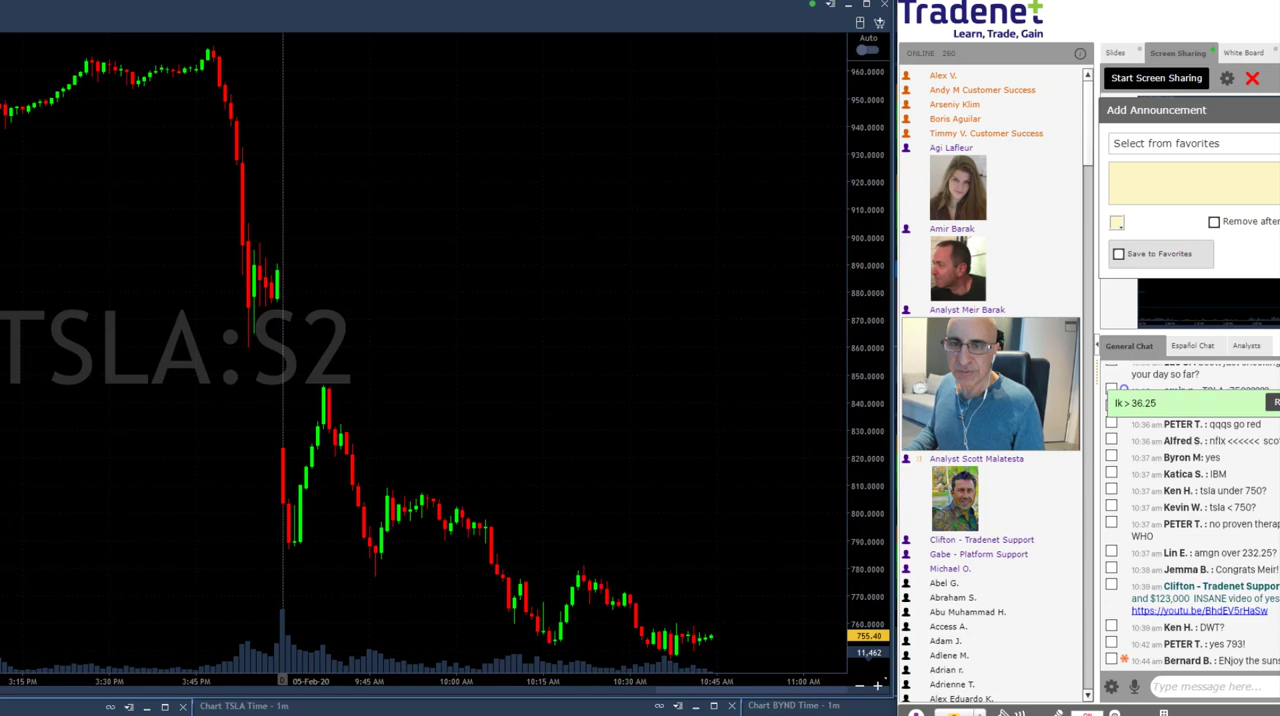 Auto
960.0000
950.0000
940.0000
930.0000
920.0000
910.0000
900.0000
890.0000
880.0000
870.0000
860.0000
850.0000
830.0000
820.0000
810.0000
800.0000
790.0000
780.0000
770.0000
760.0000
755.40
11,462
TSLA:S2
3:15 PM
3:30 PM
3:45 PM
05-Feb-20
9:45 AM
10:00 AM
10:15 AM
10:30 AM
10:45 AM
11:00 AM
Chart TSLA Time - 1m
Chart BYND Time - 1m
Tradenet
Learn, Trade, Gain
ONLINE 260
Alex V.
Andy M Customer Success
Arseniy Klim
Boris Aguilar
Timmy V. Customer Success
Agi Lafleur
Amir Barak
Analyst Meir Barak
Analyst Scott Malatesta
Clifton - Tradenet Support
Gabe - Platform Support
Michael O.
Abel G.
Abraham S.
Abu Muhammad H.
Access A.
Adam J.
Adlene M.
Adrian r.
Adrienne T.
Alex Eduardo K.
Slides
Screen Sharing
White Board
Start Screen Sharing
Add Announcement
Select from favorites
Remove after
Save to Favorites
General Chat
Español Chat
Analysts
your day so far?
lk > 36.25
10:36 am PETER T. : qqqs go red
10:36 am Alfred S. : nflx <<<<<< sco
10:37 am Byron M: yes
10:37 am Katica S. : IBM
10:37 am Ken H. : tsla under 750?
10:37 am Kevin W. : tsla < 750?
10:37 am PETER T. : no proven therap
WHO
10:37 am Lin E. : amgn over 232.25?
10:38 am Jemma B. : Congrats Meir!
10:39 am Clifton - Tradenet Suppor
and $123,000 INSANE video of yes
https://youtu.be/BhdEV5rHaSw
10:39 am Ken H. : DWT?
10:42 am PETER T. : yes 793!
10:44 am Bernard B. : ENjoy the suns
Type message here...